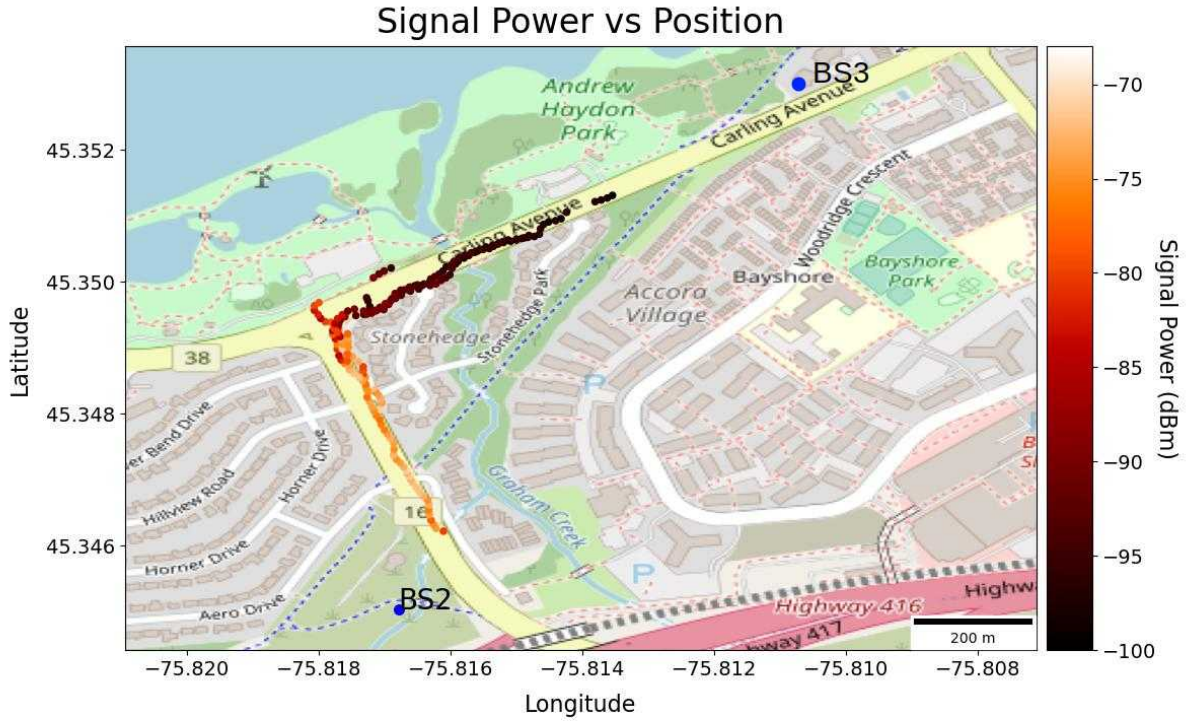 Signal Power vs Position
BS3
Andrew
Haydon
Park
Carling Avenue
45.352
−70
Woodridge Crescent
Carling Avenue
−75
45.350
Bayshore
Bayshore
Park
Accora
Village
−80
Signal Power (dBm)
Latitude
Stonehedge
Stonehedge Park
38
−85
45.348
ver Bend Drive
Horner Drive
Hillview Road
−90
Graham Creek
16
45.346
Horner Drive
P
P
−95
BS2
Aero Drive
Highway 416
Highwa
hway 417
200 m
−100
−75.820
−75.818
−75.816
−75.814
−75.812
−75.810
−75.808
Longitude